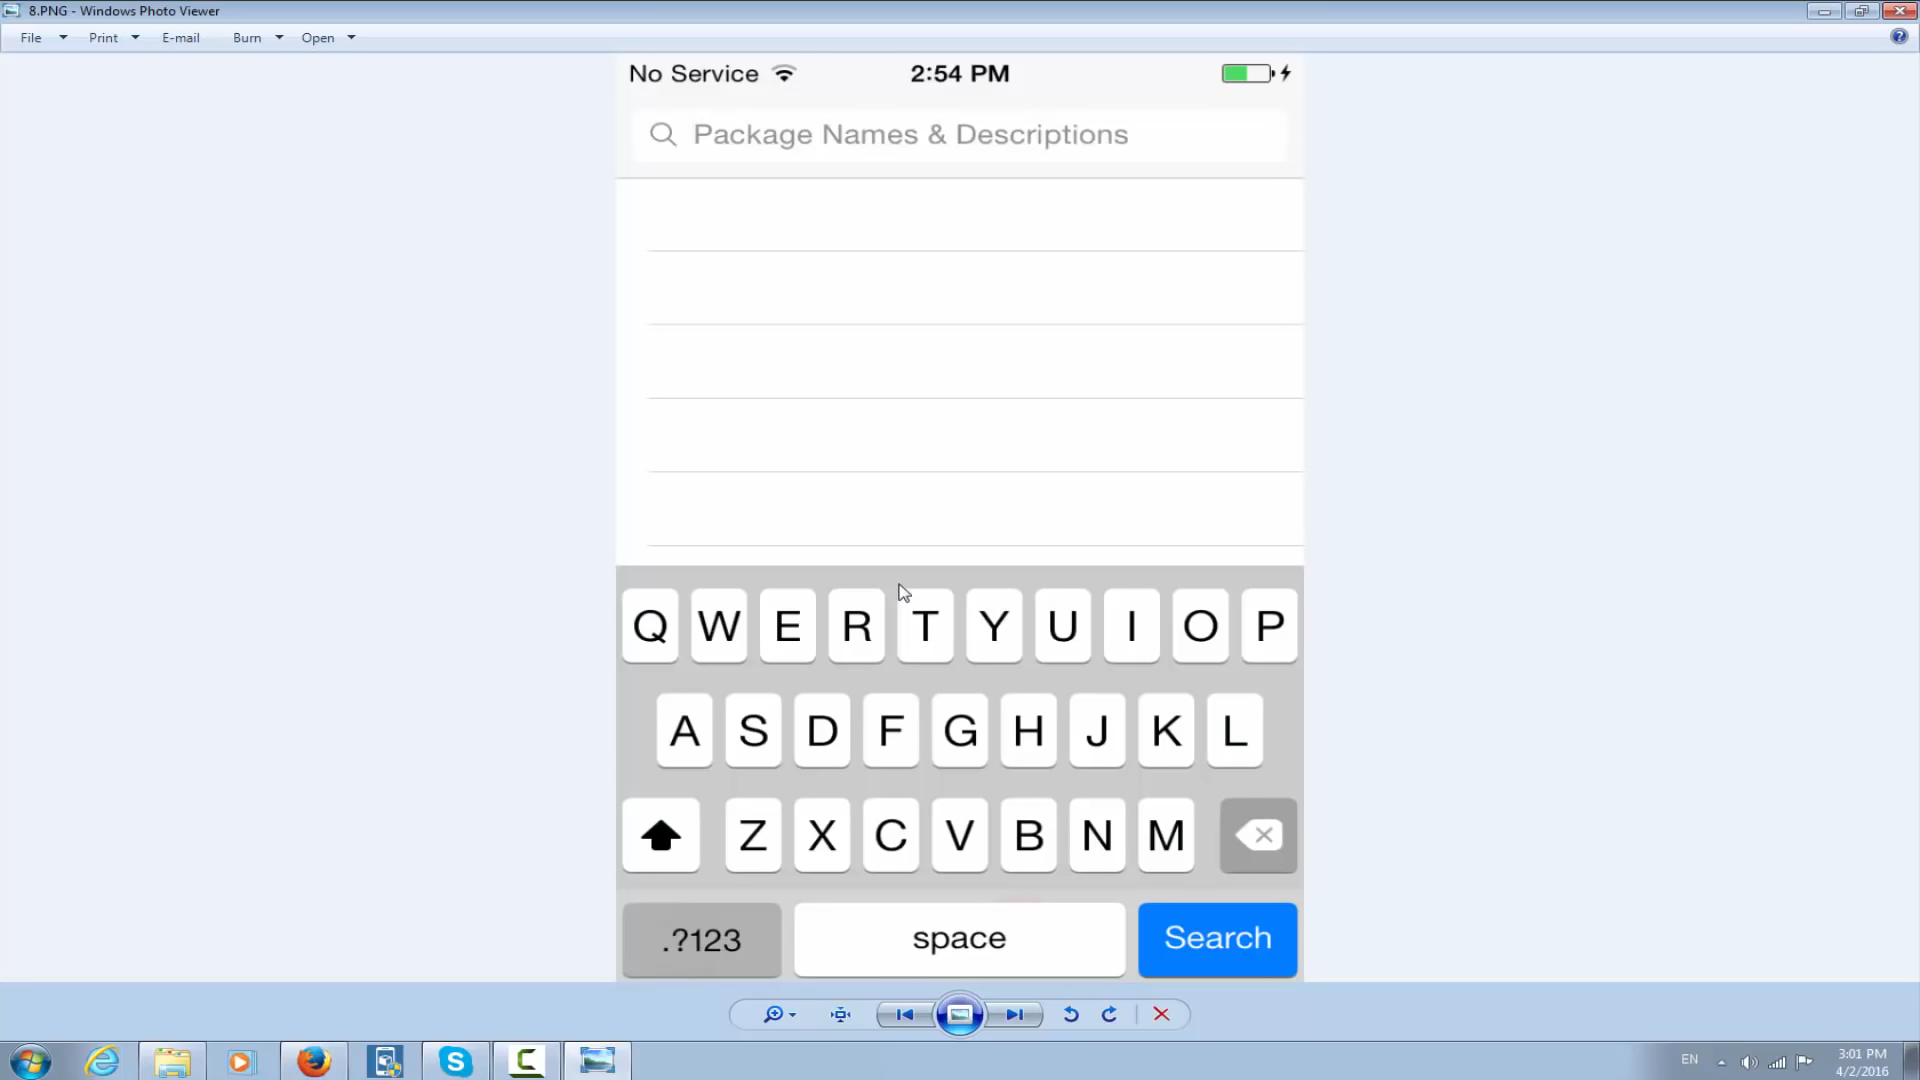 8.PNG - Windows Photo Viewer
File Print E-mail Burn Open
No Service 2:54 PM
Package Names & Descriptions
Q W E R T Y U I O P
A S D F G H J K L
Z X C V B N M
.?123 space Search
EN 3:01 PM
4/2/2016